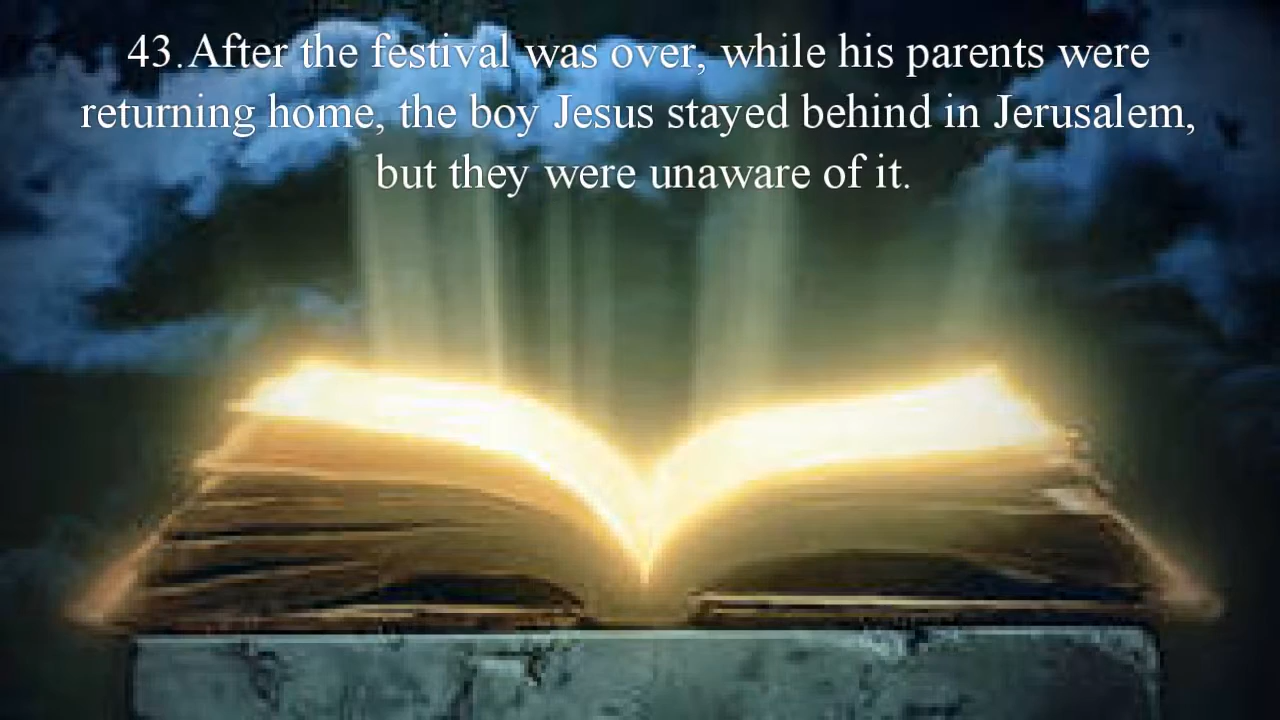 43.After the festival was over, while his parents were
returning home, the boy Jesus stayed behind in Jerusalem,
but they were unaware of it.